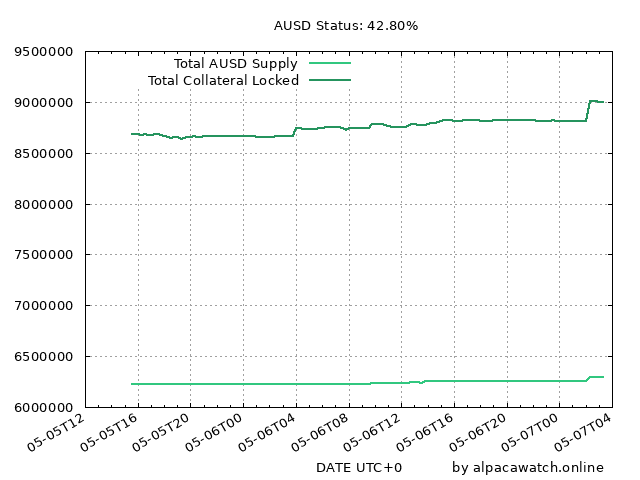 AUSD Status: 42.80%
9500000
Total AUSD Supply
Total Collateral Locked
9000000
8500000
8000000
7500000
7000000
6500000
6000000
05-05T12
05-05T16
05-05T20
05-06T00
05-06T04
05-06T08
05-06T12
05-06T16
05-06T20
05-07T00
05-07T04
DATE UTC+0
by alpacawatch.online